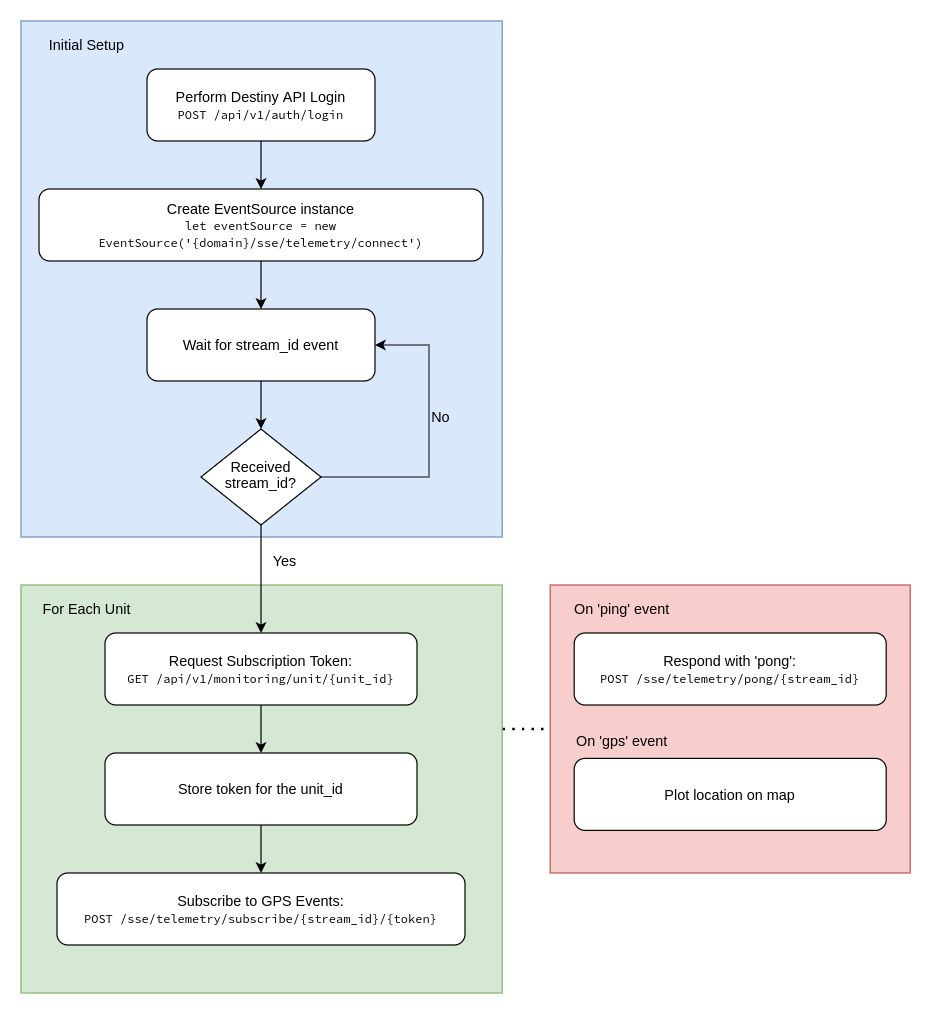 Initial Setup
Perform Destiny API Login
POST /api/v1/auth/login
Create EventSource instance
let eventSource = new
EventSource('{domain}/sse/telemetry/connect')
Wait for stream_id event
No
Received
stream_id?
Yes
For Each Unit
Request Subscription Token:
GET /api/v1/monitoring/unit/{unit_id}
Store token for the unit_id
Subscribe to GPS Events:
POST /sse/telemetry/subscribe/{stream_id}/{token}
On 'ping' event
Respond with 'pong':
POST /sse/telemetry/pong/{stream_id}
On 'gps' event
Plot location on map